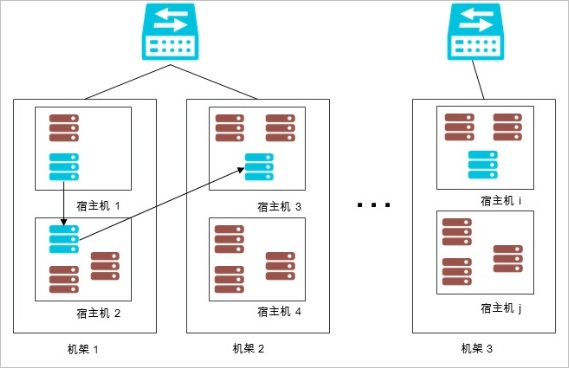 宿主机 1
宿主机 3
宿主机 i
...
宿主机 2
宿主机 4
宿主机 j
机架 1
机架 2
机架 3